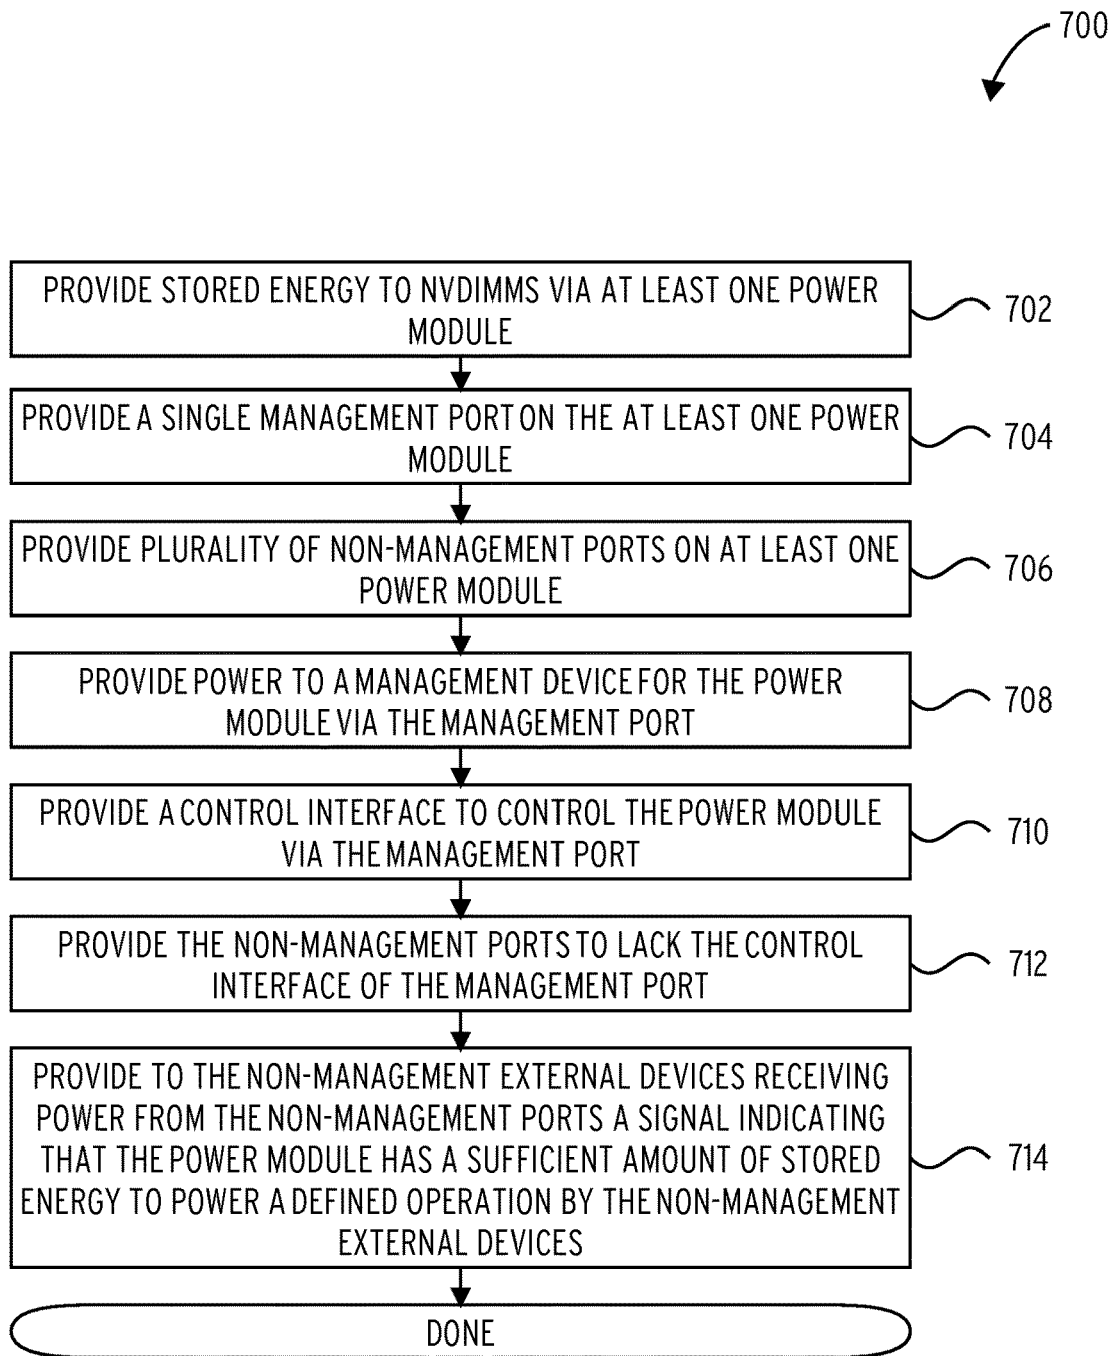 700
PROVIDE STORED ENERGY TO NVDIMMS VIA AT LEAST ONE POWER
MODULE
702
PROVIDE A SINGLE MANAGEMENT PORT ON THE AT LEAST ONE POWER
MODULE
704
PROVIDE PLURALITY OF NON-MANAGEMENT PORTS ON AT LEAST ONE
POWER MODULE
706
PROVIDE POWER TO A MANAGEMENT DEVICE FOR THE POWER
MODULE VIA THE MANAGEMENT PORT
708
PROVIDE A CONTROL INTERFACE TO CONTROL THE POWER MODULE
VIA THE MANAGEMENT PORT
710
PROVIDE THE NON-MANAGEMENT PORTS TO LACK THE CONTROL
INTERFACE OF THE MANAGEMENT PORT
712
PROVIDE TO THE NON-MANAGEMENT EXTERNAL DEVICES RECEIVING
POWER FROM THE NON-MANAGEMENT PORTS A SIGNAL INDICATING
THAT THE POWER MODULE HAS A SUFFICIENT AMOUNT OF STORED
ENERGY TO POWER A DEFINED OPERATION BY THE NON-MANAGEMENT
EXTERNAL DEVICES
714
DONE